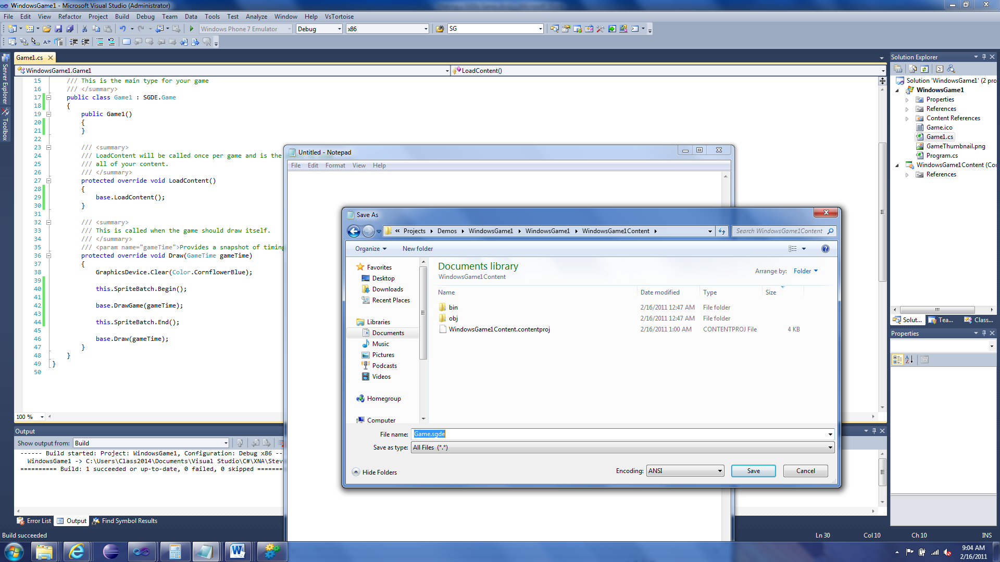 WindowsGame1 - Microsoft Visual Studio (Administrator)
File Edit View Refactor Project Build Debug Team Data Tools Test Analyze Window Help VsTortoise
Windows Phone 7 Emulator Debug x86 SG
Server Explorer
Toolbox
Game1.cs
WindowsGame1.Game1 LoadContent()
15 /// This is the main type for your game
16 /// </summary>
17 public class Game1 : SGDE.Game
18 {
19 public Game1()
20 {
21 }
22
23 /// <summary>
24 /// LoadContent will be called once per game and is the
25 /// all of your content.
26 /// </summary>
27 protected override void LoadContent()
28 {
29 base.LoadContent();
30 }
31
32 /// <summary>
33 /// This is called when the game should draw itself.
34 /// </summary>
35 /// <param name="gameTime">Provides a snapshot of timing
36 protected override void Draw(GameTime gameTime)
37 {
38 GraphicsDevice.Clear(Color.CornflowerBlue);
39
40 this.SpriteBatch.Begin();
41
42 base.DrawGame(gameTime);
43
44 this.SpriteBatch.End();
45
46 base.Draw(gameTime);
47 }
48 }
49 }
50
100 %
Output
Show output from: Build
------ Build started: Project: WindowsGame1, Configuration: Debug x86 --
WindowsGame1 -> C:\Users\Class2014\Documents\Visual Studio\C#\XNA\Stev
========== Build: 1 succeeded or up-to-date, 0 failed, 0 skipped =======
Error List Output Find Symbol Results
Build succeeded
Ln 30 Col 10 Ch 10 INS
Untitled - Notepad
File Edit Format View Help
Save As
« Projects Demos WindowsGame1 WindowsGame1 WindowsGame1Content
Search WindowsGame1Content
Organize New folder
Favorites
Desktop
Downloads
Recent Places
Libraries
Documents
Music
Pictures
Podcasts
Videos
Homegroup
Computer
Documents library
WindowsGame1Content
Arrange by: Folder
Name Date modified Type Size
bin 2/16/2011 12:47 AM File folder
obj 2/16/2011 12:47 AM File folder
WindowsGame1Content.contentproj 2/16/2011 1:00 AM CONTENTPROJ File 4 KB
File name: Game.sgde
Save as type: All Files (*.*)
Hide Folders
Encoding: ANSI Save Cancel
Solution Explorer
Solution 'WindowsGame1' (2 pro
WindowsGame1
Properties
References
Content References
Game.ico
Game1.cs
GameThumbnail.png
Program.cs
WindowsGame1Content (Co
References
Solut... Tea... Class...
Properties
9:04 AM
2/16/2011